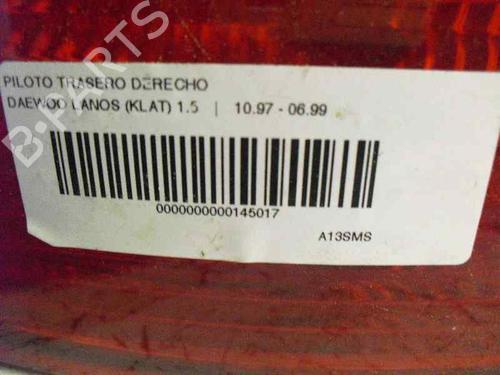 B-PARTS
PILOTO TRASERO DERECHO
DAEWOO LANOS (KLAT) 1.5 | 10.97 - 06.99
0000000000145017
A13SMS